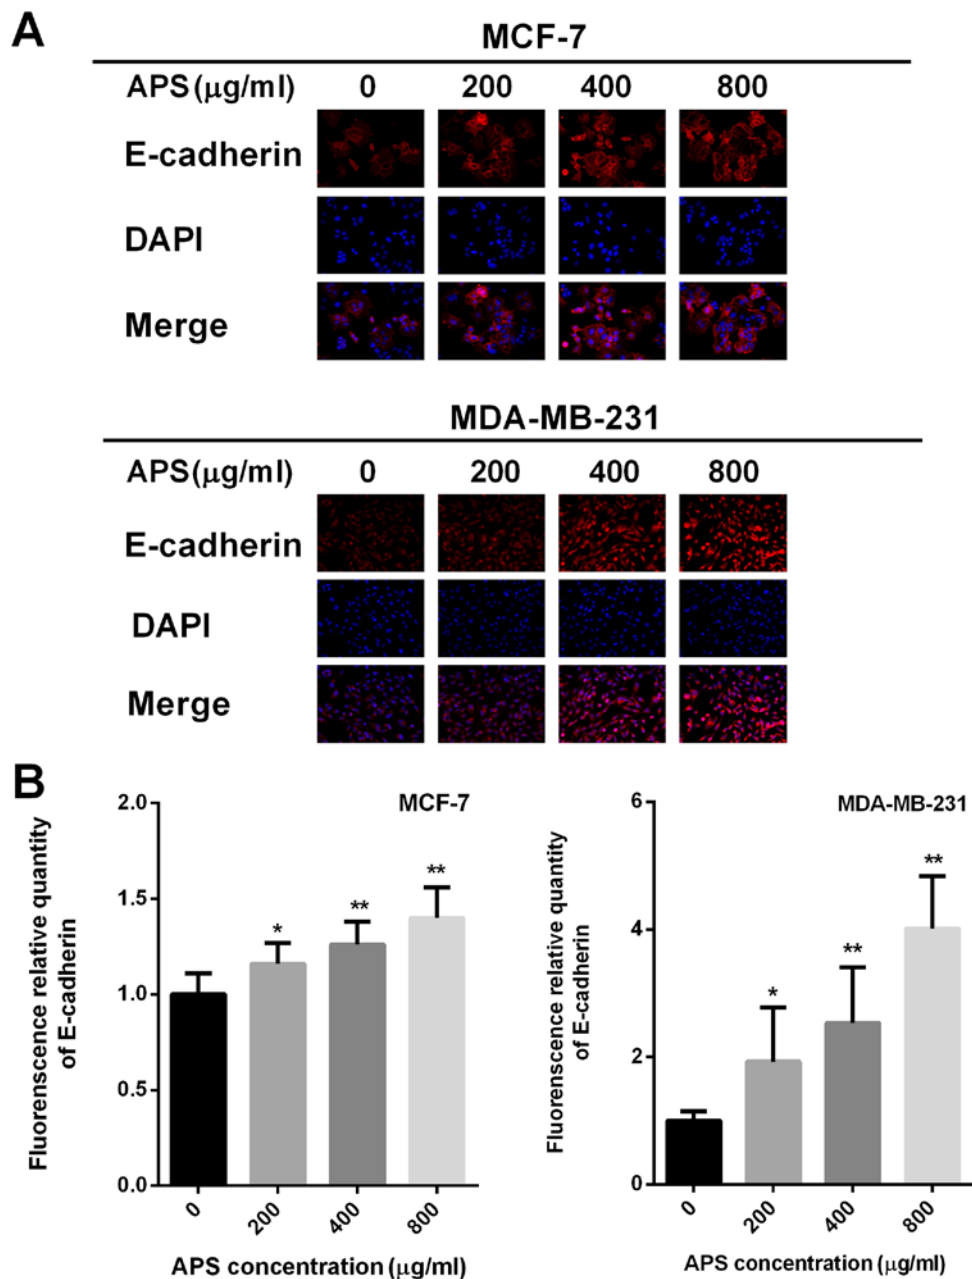 A
MCF-7
APS(μg/ml) 0 200 400 800
E-cadherin
DAPI
Merge
MDA-MB-231
APS(μg/ml) 0 200 400 800
E-cadherin
DAPI
Merge
B
MCF-7
Fluorenscence relative quantity
of E-cadherin
2.0
1.5
1.0
0.5
0.0
* ** **
0 200 400 800
APS concentration (μg/ml)
MDA-MB-231
Fluorenscence relative quantity
of E-cadherin
6
4
2
0
* ** **
0 200 400 800
APS concentration (μg/ml)